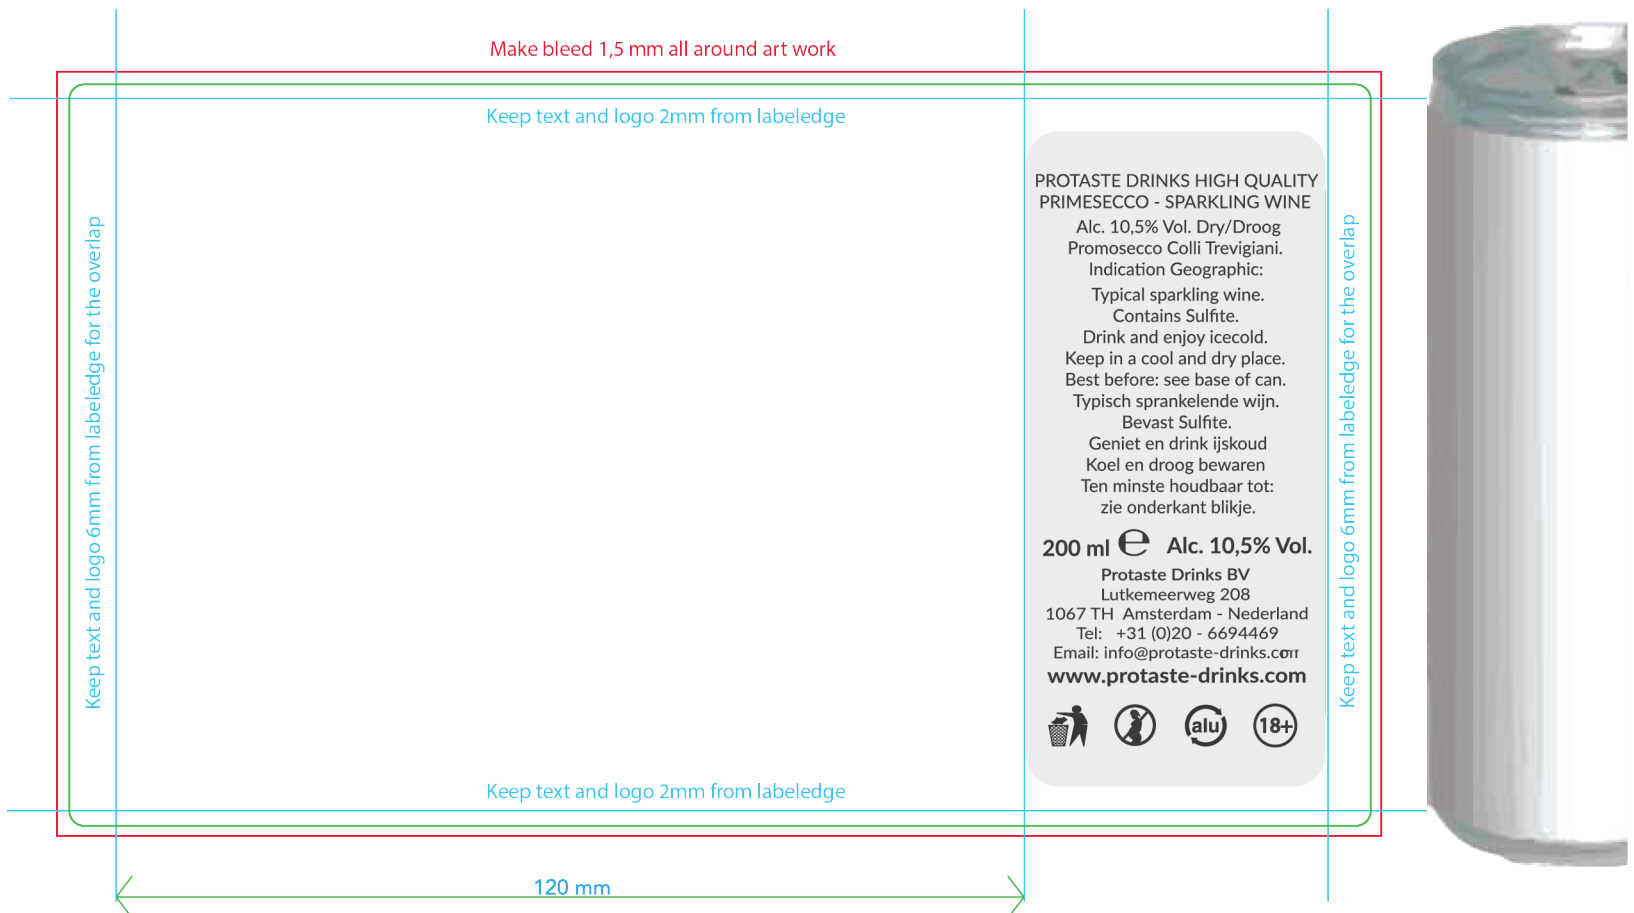 Make bleed 1,5 mm all around art work
Keep text and logo 2mm from labeledge
Keep text and logo 6mm from labeledge for the overlap
PROTASTE DRINKS HIGH QUALITY
PRIMESECCO - SPARKLING WINE
Alc. 10,5% Vol. Dry/Droog
Promosecco Colli Trevigiani.
Indication Geographic:
Typical sparkling wine.
Contains Sulfite.
Drink and enjoy icecold.
Keep in a cool and dry place.
Best before: see base of can.
Typisch sprankelende wijn.
Bevast Sulfite.
Geniet en drink ijskoud
Koel en droog bewaren
Ten minste houdbaar tot:
zie onderkant blikje.
200 ml ℮ Alc. 10,5% Vol.
Protaste Drinks BV
Lutkemeerweg 208
1067 TH Amsterdam - Nederland
Tel: +31 (0)20 - 6694469
Email: info@protaste-drinks.com
www.protaste-drinks.com
alu
18+
Keep text and logo 6mm from labeledge for the overlap
Keep text and logo 2mm from labeledge
120 mm